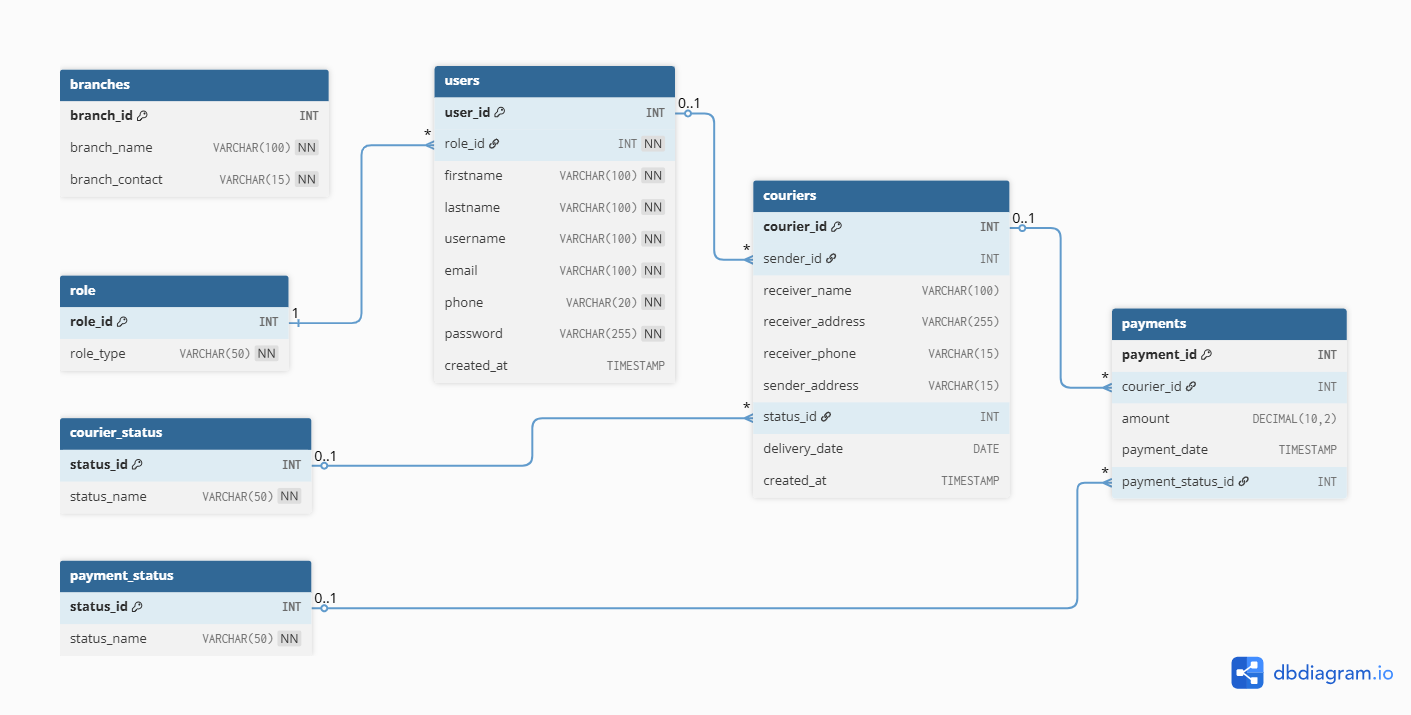 branches
branch_id INT
branch_name VARCHAR(100) NN
branch_contact VARCHAR(15) NN
role
role_id INT
role_type VARCHAR(50) NN
1
courier_status
status_id INT
status_name VARCHAR(50) NN
0..1
payment_status
status_id INT
status_name VARCHAR(50) NN
0..1
users
user_id INT
role_id INT NN
firstname VARCHAR(100) NN
lastname VARCHAR(100) NN
username VARCHAR(100) NN
email VARCHAR(100) NN
phone VARCHAR(20) NN
password VARCHAR(255) NN
created_at TIMESTAMP
*
0..1
couriers
courier_id INT
sender_id INT
receiver_name VARCHAR(100)
receiver_address VARCHAR(255)
receiver_phone VARCHAR(15)
sender_address VARCHAR(15)
status_id INT
delivery_date DATE
created_at TIMESTAMP
*
*
0..1
payments
payment_id INT
courier_id INT
amount DECIMAL(10,2)
payment_date TIMESTAMP
payment_status_id INT
*
*
dbdiagram.io